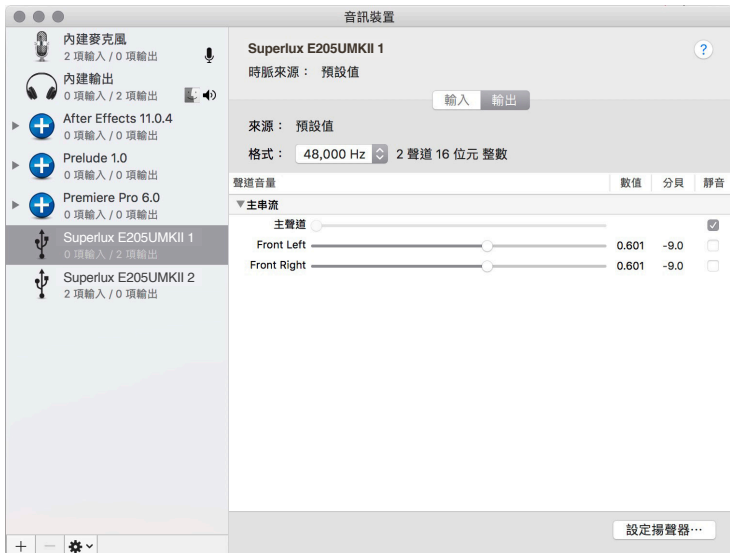 音訊裝置
內建麥克風
2 項輸入 / 0 項輸出
內建輸出
0 項輸入 / 2 項輸出
After Effects 11.0.4
0 項輸入 / 0 項輸出
Prelude 1.0
0 項輸入 / 0 項輸出
Premiere Pro 6.0
0 項輸入 / 0 項輸出
Superlux E205UMKII 1
0 項輸入 / 2 項輸出
Superlux E205UMKII 2
2 項輸入 / 0 項輸出
Superlux E205UMKII 1
?
時脈來源： 預設值
輸入 輸出
來源： 預設值
格式： 48,000 Hz 2 聲道 16 位元 整數
聲道音量 數值 分貝 靜音
主串流
主聲道
Front Left 0.601 -9.0
Front Right 0.601 -9.0
設定揚聲器⋯